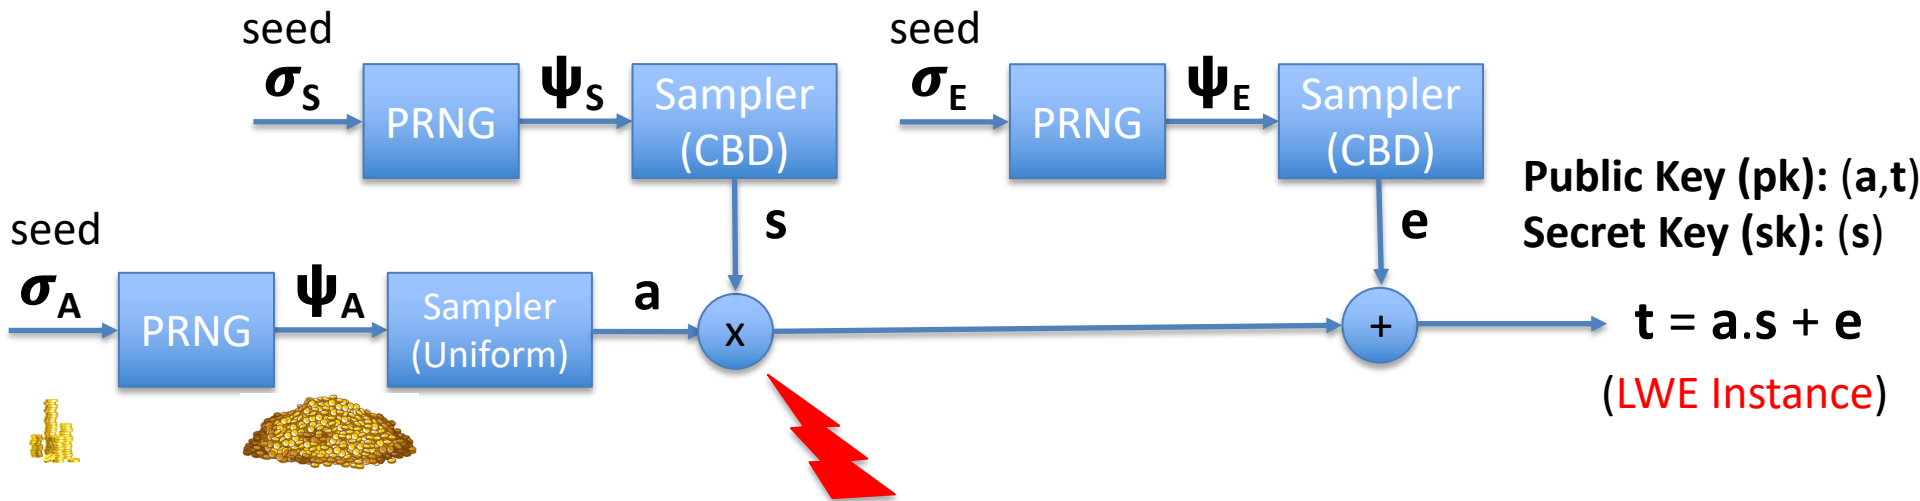 seed
σS
PRNG
ψS
Sampler
(CBD)
s
seed
σE
PRNG
ψE
Sampler
(CBD)
e
Public Key (pk): (a,t)
Secret Key (sk): (s)
seed
σA
PRNG
ψA
Sampler
(Uniform)
a
x
+
t = a.s + e
(LWE Instance)